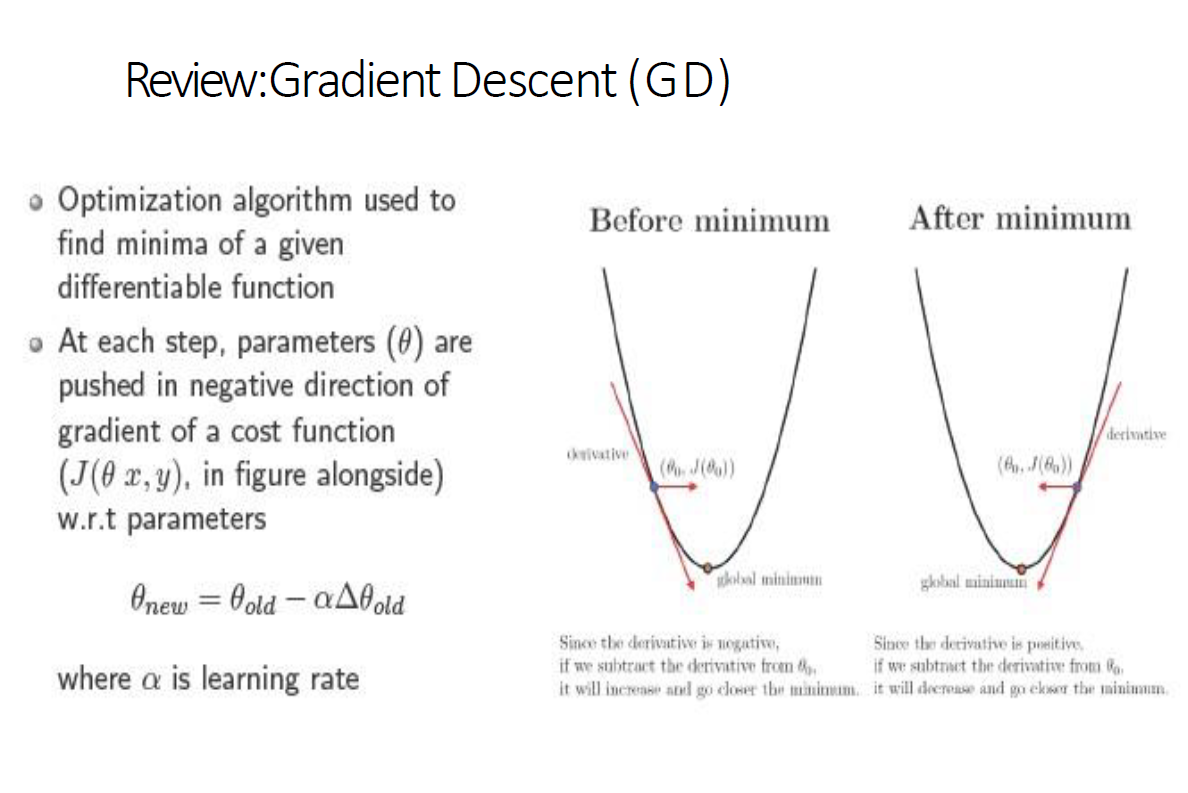 Review:Gradient Descent (GD)
Optimization algorithm used to
find minima of a given
differentiable function
At each step, parameters (θ) are
pushed in negative direction of
gradient of a cost function
(J(θ x, y), in figure alongside)
w.r.t parameters
θnew = θold − αΔθold
where α is learning rate
Before minimum
derivative
(θ₀, J(θ₀))
global minimum
Since the derivative is negative,
if we subtract the derivative from θ₀,
it will increase and go closer the minimum.
After minimum
derivative
(θ₀, J(θ₀))
global minimum
Since the derivative is positive,
if we subtract the derivative from θ₀,
it will decrease and go closer the minimum.